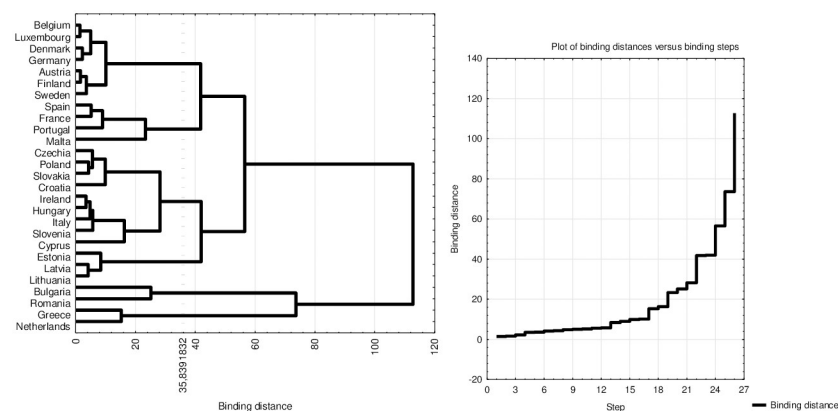 Belgium
Luxembourg
Denmark
Germany
Austria
Finland
Sweden
Spain
France
Portugal
Malta
Czechia
Poland
Slovakia
Croatia
Ireland
Hungary
Italy
Slovenia
Cyprus
Estonia
Latvia
Lithuania
Bulgaria
Romania
Greece
Netherlands
0 20 35,8391832 40 60 80 100 120
Binding distance
Plot of binding distances versus binding steps
140
120
100
80
60
40
20
0
-20
Binding distance
0 3 6 9 12 15 18 21 24 27
Step
Binding distance